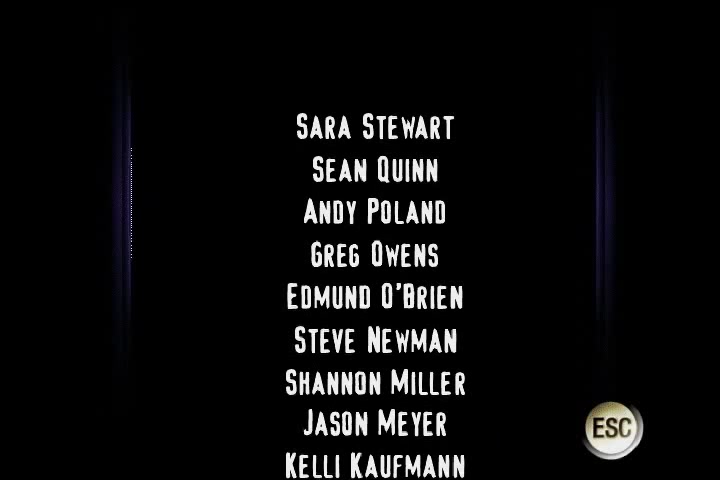 Sara Stewart
Sean Quinn
Andy Poland
Greg Owens
Edmund O'Brien
Steve Newman
Shannon Miller
Jason Meyer
Kelli Kaufmann
ESC